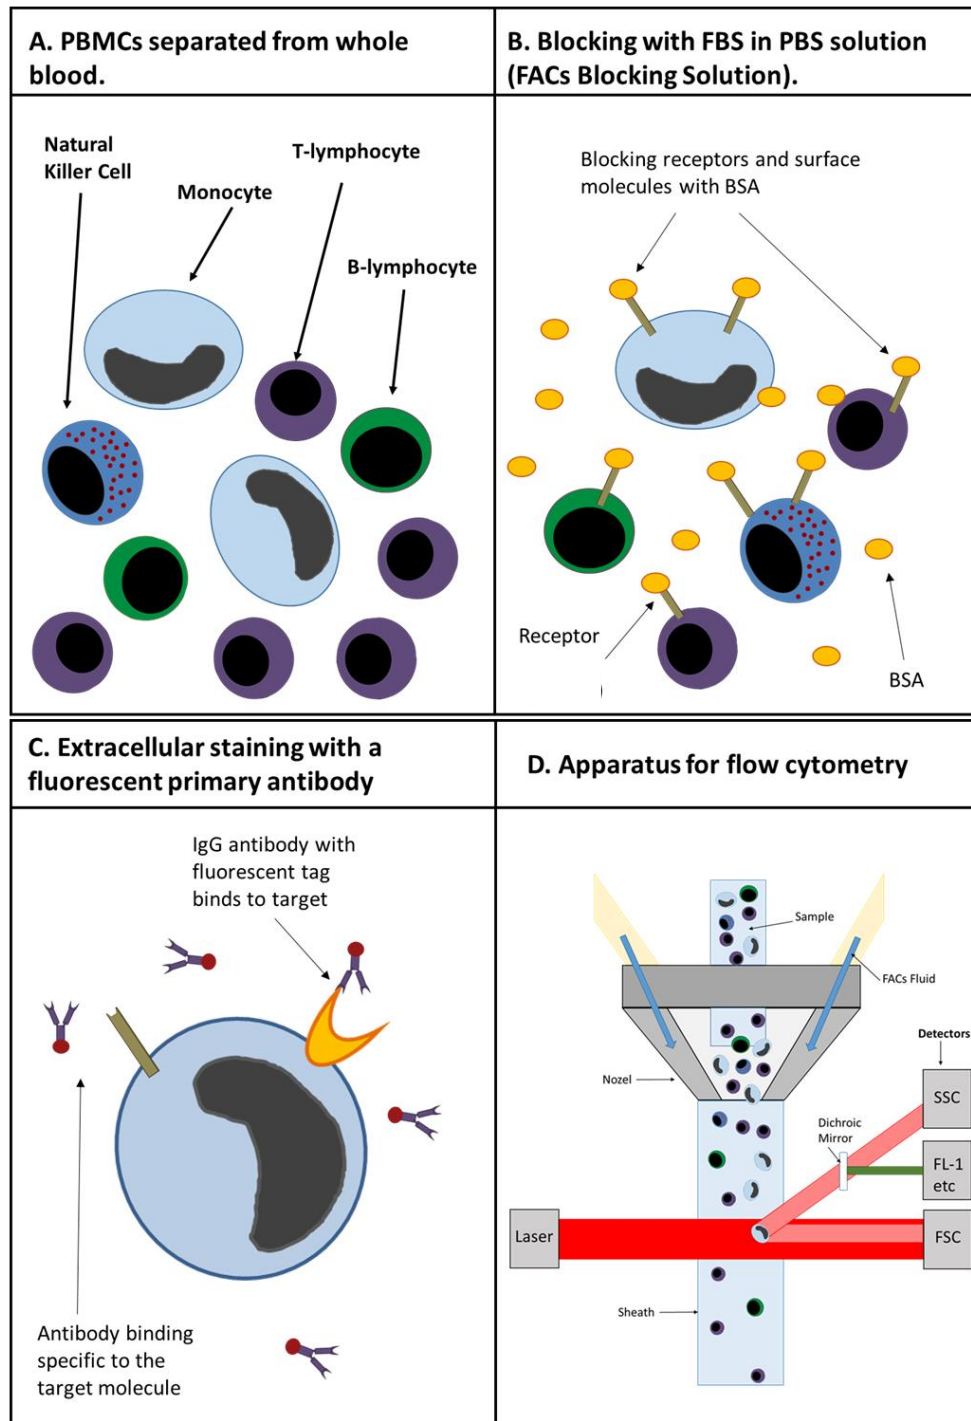 A. PBMCs separated from whole
blood.
B. Blocking with FBS in PBS solution
(FACs Blocking Solution).
Natural
Killer Cell
Monocyte
T-lymphocyte
B-lymphocyte
Blocking receptors and surface
molecules with BSA
Receptor
BSA
C. Extracellular staining with a
fluorescent primary antibody
D. Apparatus for flow cytometry
IgG antibody with
fluorescent tag
binds to target
Antibody binding
specific to the
target molecule
Sample
FACs Fluid
Nozel
Detectors
SSC
Dichroic
Mirror
FL-1
etc
Laser
FSC
Sheath